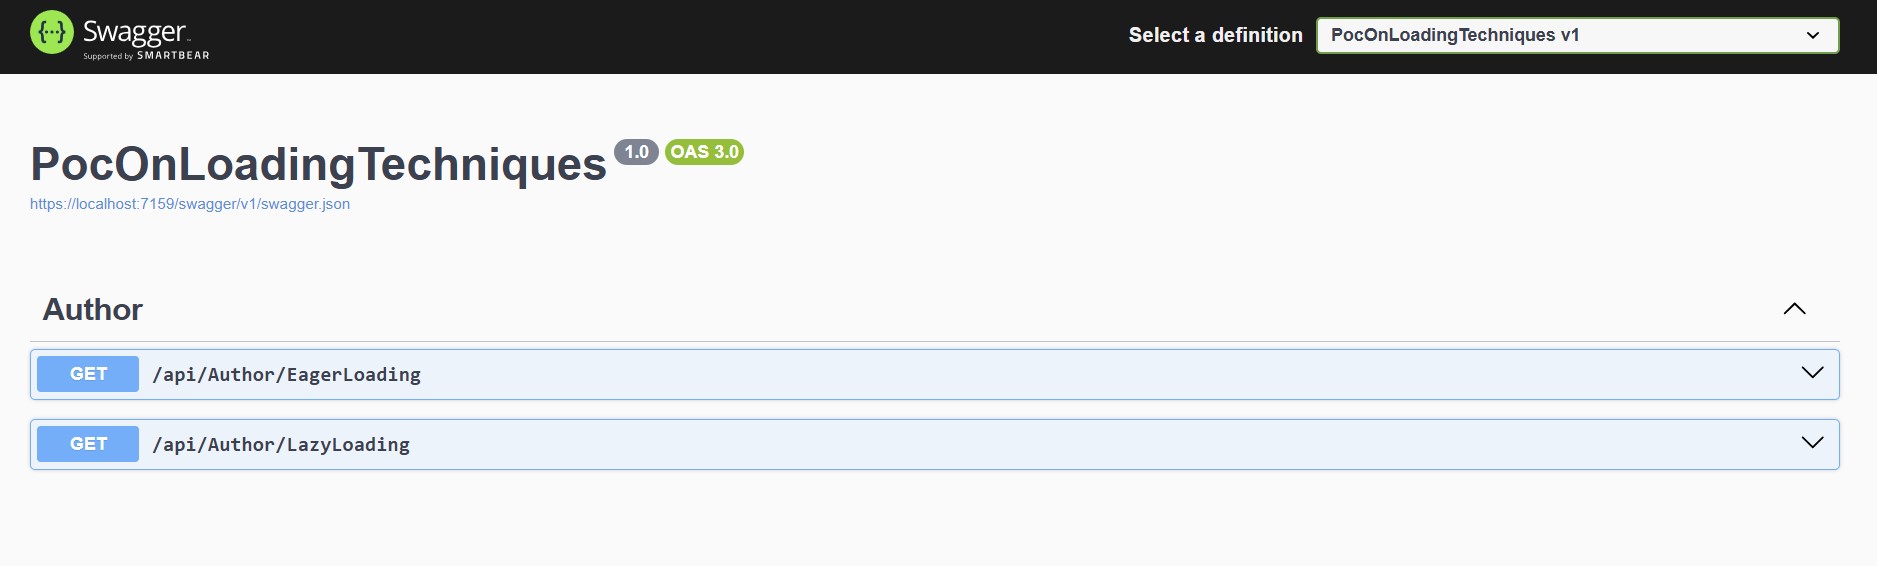 {···} Swagger™
Supported by SMARTBEAR
Select a definition
PocOnLoadingTechniques v1
PocOnLoadingTechniques 1.0 OAS 3.0
https://localhost:7159/swagger/v1/swagger.json
Author
GET /api/Author/EagerLoading
GET /api/Author/LazyLoading